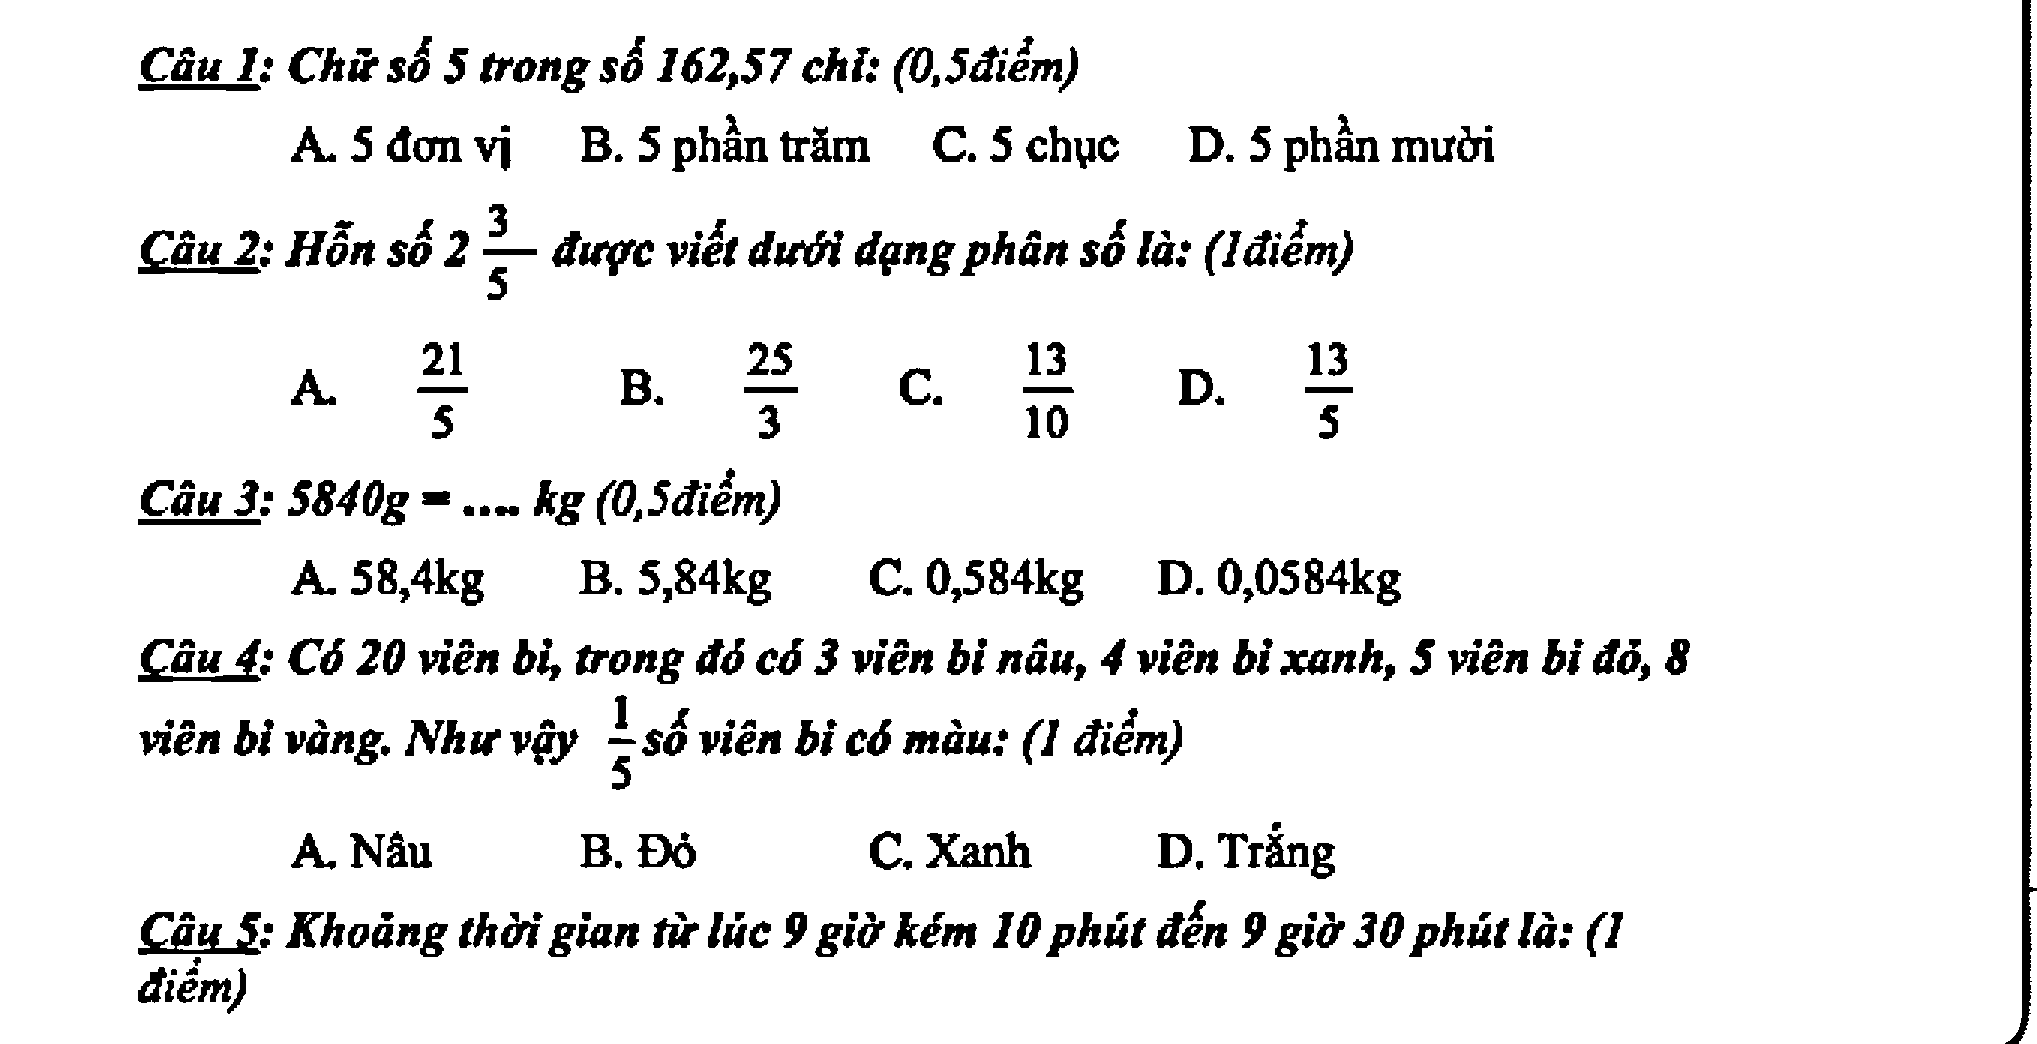 Câu 1: Chữ số 5 trong số 162,57 chỉ: (0,5điểm)
A. 5 đơn vị B. 5 phần trăm C. 5 chục D. 5 phần mười
Câu 2: Hỗn số 2 3/5 được viết dưới dạng phân số là: (1điểm)
A. 21/5 B. 25/3 C. 13/10 D. 13/5
Câu 3: 5840g = .... kg (0,5điểm)
A. 58,4kg B. 5,84kg C. 0,584kg D. 0,0584kg
Câu 4: Có 20 viên bi, trong đó có 3 viên bi nâu, 4 viên bi xanh, 5 viên bi đỏ, 8
viên bi vàng. Như vậy 1/5 số viên bi có màu: (1 điểm)
A. Nâu B. Đỏ C. Xanh D. Trắng
Câu 5: Khoảng thời gian từ lúc 9 giờ kém 10 phút đến 9 giờ 30 phút là: (1
điểm)